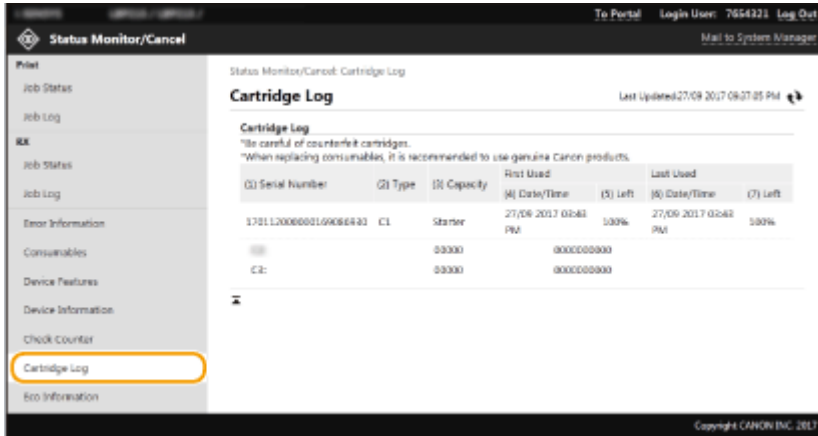 To Portal Login User: 7654321 Log Out
Status Monitor/Cancel Mail to System Manager
Print
Job Status
Job Log
RX
Job Status
Job Log
Error Information
Consumables
Device Features
Device Information
Check Counter
Cartridge Log
Eco Information
Status Monitor/Cancel: Cartridge Log
Cartridge Log Last Updated:27/09 2017 09:37:05 PM
Cartridge Log
*Be careful of counterfeit cartridges.
*When replacing consumables, it is recommended to use genuine Canon products.
(1) Serial Number (2) Type (3) Capacity First Used Last Used
(4) Date/Time (5) Left (6) Date/Time (7) Left
C1 Starter 27/09 2017 03:43 PM 100% 27/09 2017 03:43 PM 100%
00000 0000000000
C3: 00000 0000000000
Copyright CANON INC. 2017